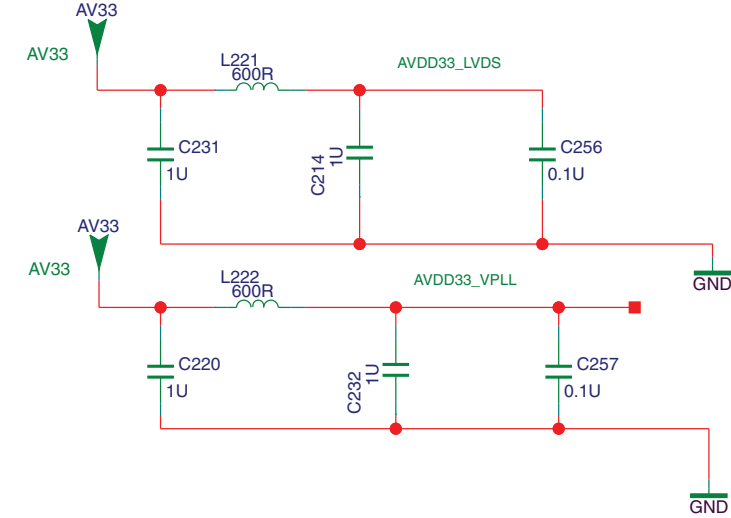 AV33
AV33
L221
600R
AVDD33_LVDS
C231
1U
C214
1U
C256
0.1U
GND
AV33
AV33
L222
600R
AVDD33_VPLL
C220
1U
C232
1U
C257
0.1U
GND